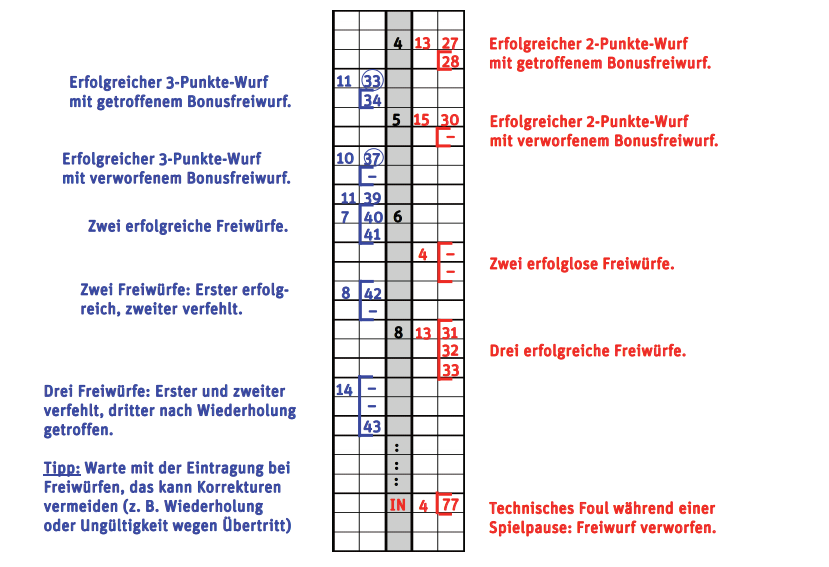 4 13 27
Erfolgreicher 2-Punkte-Wurf
mit getroffenem Bonusfreiwurf.
28
Erfolgreicher 3-Punkte-Wurf
mit getroffenem Bonusfreiwurf.
11 33
34
5 15 30
Erfolgreicher 2-Punkte-Wurf
mit verworfenem Bonusfreiwurf.
–
Erfolgreicher 3-Punkte-Wurf
mit verworfenem Bonusfreiwurf.
10 37
–
11 39
Zwei erfolgreiche Freiwürfe.
7 40 6
41
4 –
–
Zwei erfolglose Freiwürfe.
Zwei Freiwürfe: Erster erfolg-
reich, zweiter verfehlt.
8 42
–
8 13 31
32
33
Drei erfolgreiche Freiwürfe.
Drei Freiwürfe: Erster und zweiter
verfehlt, dritter nach Wiederholung
getroffen.
14 –
–
43
:
:
:
Tipp: Warte mit der Eintragung bei
Freiwürfen, das kann Korrekturen
vermeiden (z. B. Wiederholung
oder Ungültigkeit wegen Übertritt)
IN 4 77
Technisches Foul während einer
Spielpause: Freiwurf verworfen.